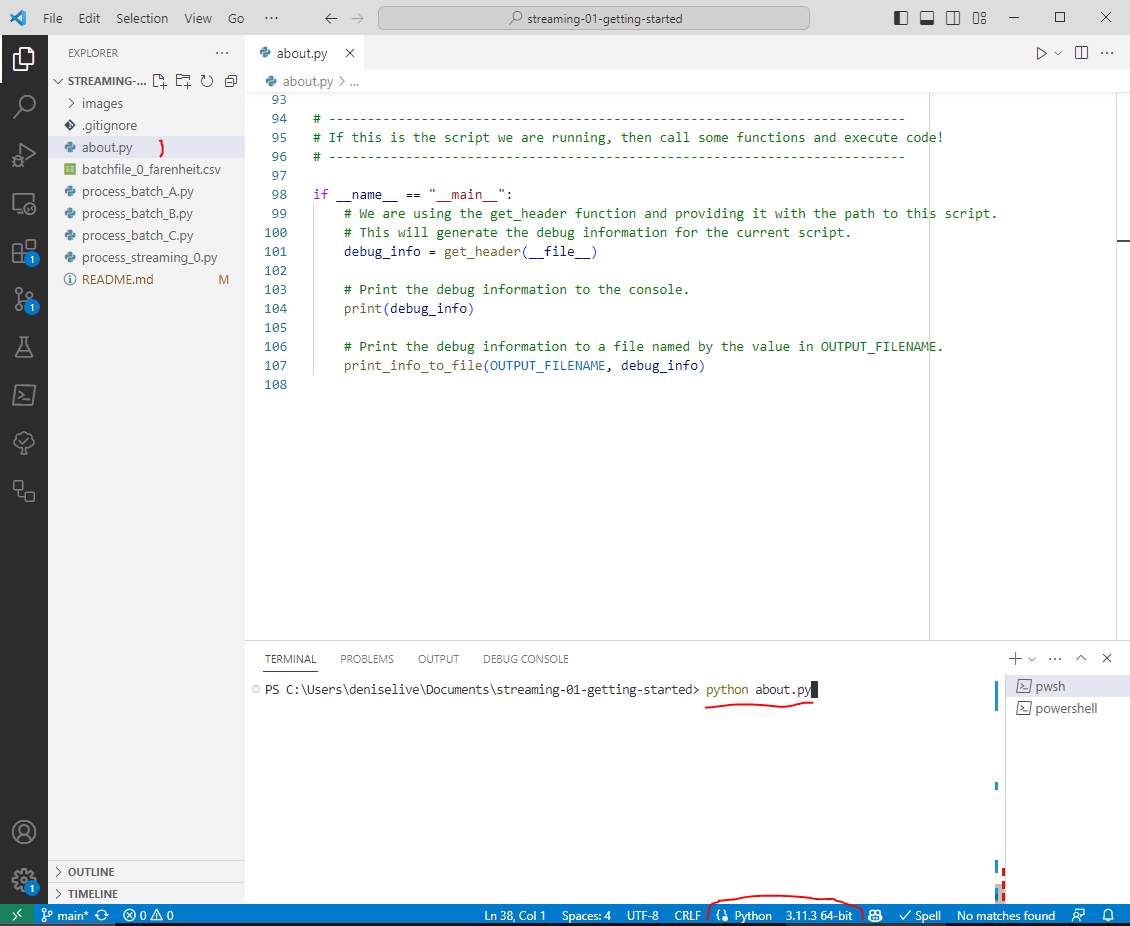 File Edit Selection View Go ··· streaming-01-getting-started
EXPLORER ···
STREAMING-...
images
.gitignore
about.py
batchfile_0_farenheit.csv
process_batch_A.py
process_batch_B.py
process_batch_C.py
process_streaming_0.py
README.md M
OUTLINE
TIMELINE
about.py
about.py > ...
93
94 # ---------------------------------------------------------------------------
95 # If this is the script we are running, then call some functions and execute code!
96 # ---------------------------------------------------------------------------
97
98 if __name__ == "__main__":
99 # We are using the get_header function and providing it with the path to this script.
100 # This will generate the debug information for the current script.
101 debug_info = get_header(__file__)
102
103 # Print the debug information to the console.
104 print(debug_info)
105
106 # Print the debug information to a file named by the value in OUTPUT_FILENAME.
107 print_info_to_file(OUTPUT_FILENAME, debug_info)
108
TERMINAL PROBLEMS OUTPUT DEBUG CONSOLE
PS C:\Users\deniselive\Documents\streaming-01-getting-started> python about.py
pwsh
powershell
1
1
1
main* 0 0 Ln 38, Col 1 Spaces: 4 UTF-8 CRLF Python 3.11.3 64-bit Spell No matches found